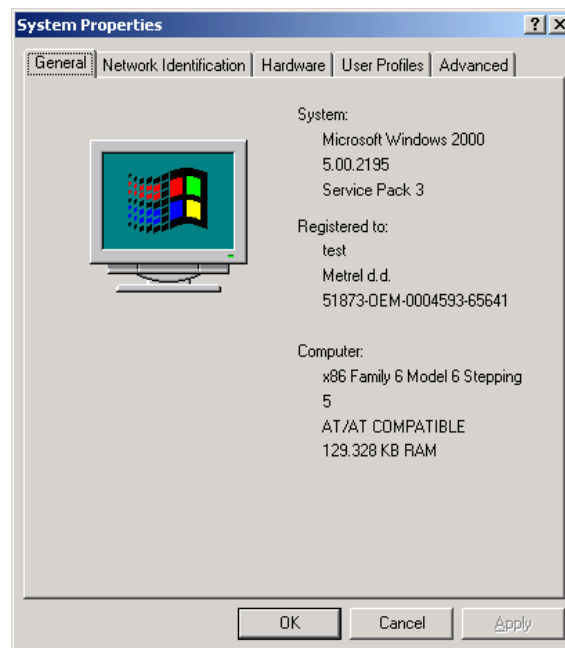 System Properties
General
Network Identification
Hardware
User Profiles
Advanced
System:
Microsoft Windows 2000
5.00.2195
Service Pack 3
Registered to:
test
Metrel d.d.
51873-OEM-0004593-65641
Computer:
x86 Family 6 Model 6 Stepping
5
AT/AT COMPATIBLE
129.328 KB RAM
OK
Cancel
Apply